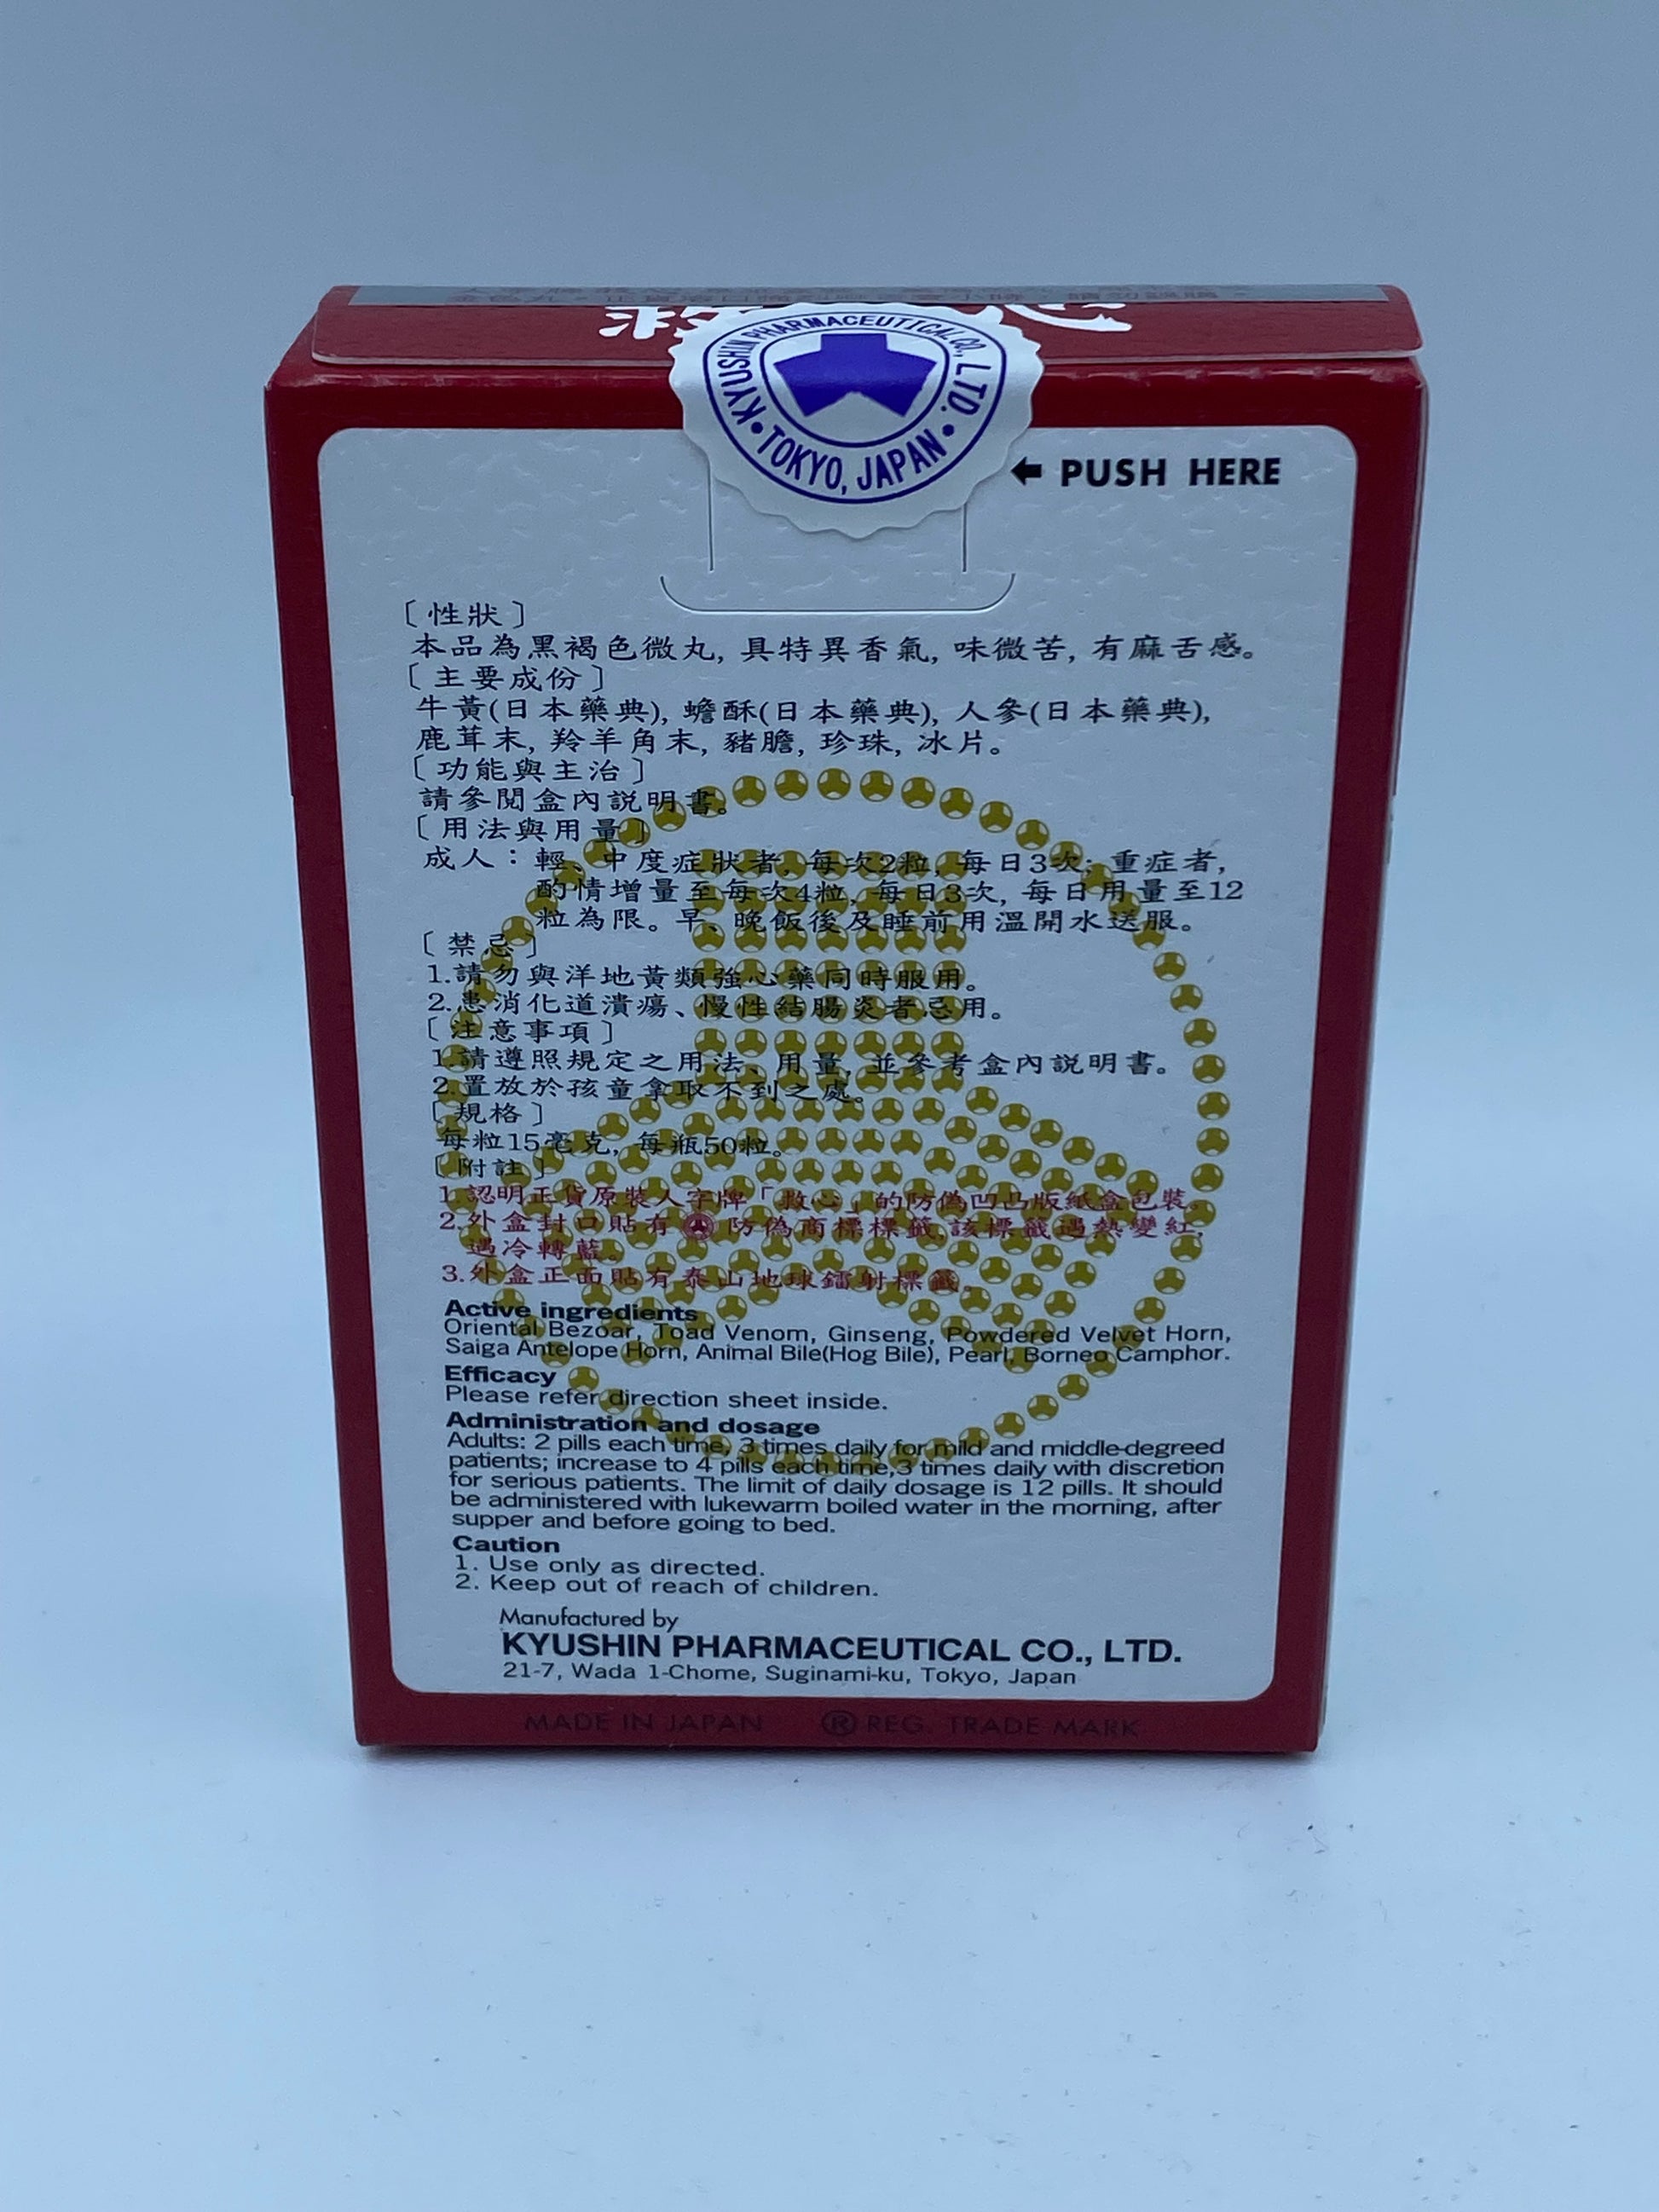 救心
KYUSHIN PHARMACEUTICAL CO., LTD.
• TOKYO, JAPAN •
← PUSH HERE
〔性狀〕
本品為黑褐色微丸, 具特異香氣, 味微苦, 有麻舌感。
〔主要成份〕
牛黃(日本藥典), 蟾酥(日本藥典), 人參(日本藥典),
鹿茸末, 羚羊角末, 豬膽, 珍珠, 冰片。
〔功能與主治〕
請參閱盒內説明書。
〔用法與用量〕
成人：輕、中度症狀者, 每次2粒, 每日3次; 重症者,
酌情增量至每次4粒, 每日3次, 每日用量至12
粒為限。早、晚飯後及睡前用溫開水送服。
〔禁忌〕
1.請勿與洋地黃類強心藥同時服用。
2.患消化道潰瘍、慢性結腸炎者忌用。
〔注意事項〕
1.請遵照規定之用法、用量, 並參考盒內説明書。
2.置放於孩童拿取不到之處。
〔規格〕
每粒15毫克, 每瓶50粒。
〔附註〕
1.認明正貨原裝人字牌「救心」的防偽凹凸版紙盒包裝。
2.外盒封口貼有 防偽商標標籤,該標籤遇熱變紅,
遇冷轉藍。
3.外盒正面貼有泰山地球鐳射標籤。
Active ingredients
Oriental Bezoar, Toad Venom, Ginseng, Powdered Velvet Horn,
Saiga Antelope Horn, Animal Bile(Hog Bile), Pearl, Borneo Camphor.
Efficacy
Please refer direction sheet inside.
Administration and dosage
Adults: 2 pills each time, 3 times daily for mild and middle-degreed
patients; increase to 4 pills each time,3 times daily with discretion
for serious patients. The limit of daily dosage is 12 pills. It should
be administered with lukewarm boiled water in the morning, after
supper and before going to bed.
Caution
1. Use only as directed.
2. Keep out of reach of children.
Manufactured by
KYUSHIN PHARMACEUTICAL CO., LTD.
21-7, Wada 1-Chome, Suginami-ku, Tokyo, Japan
MADE IN JAPAN ® REG. TRADE MARK